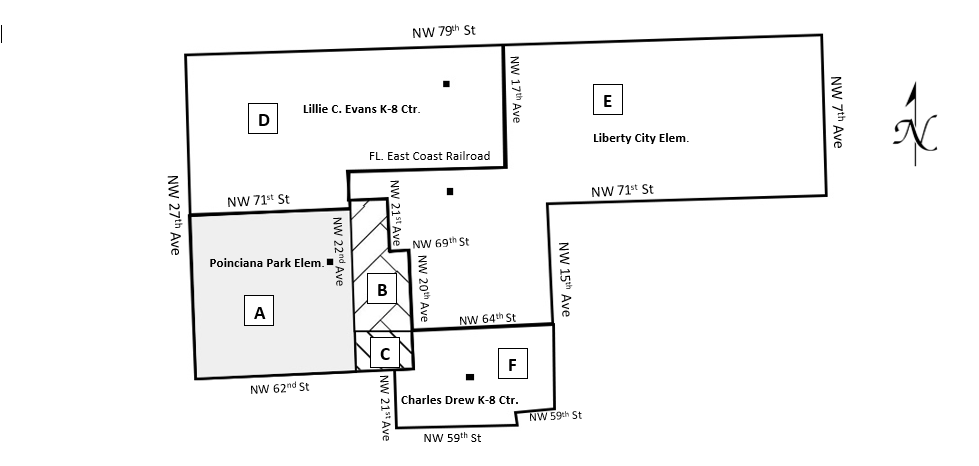 NW 79th St
NW 17th Ave
E
NW 7th Ave
D
Lillie C. Evans K-8 Ctr.
Liberty City Elem.
N
FL. East Coast Railroad
NW 27th Ave
NW 71st St
NW 21st Ave
NW 71st St
NW 22nd Ave
NW 69th St
Poinciana Park Elem.
NW 20th Ave
NW 15th Ave
B
A
NW 64th St
C
F
NW 62nd St
NW 21st Ave
Charles Drew K-8 Ctr.
NW 59th St
NW 59th St